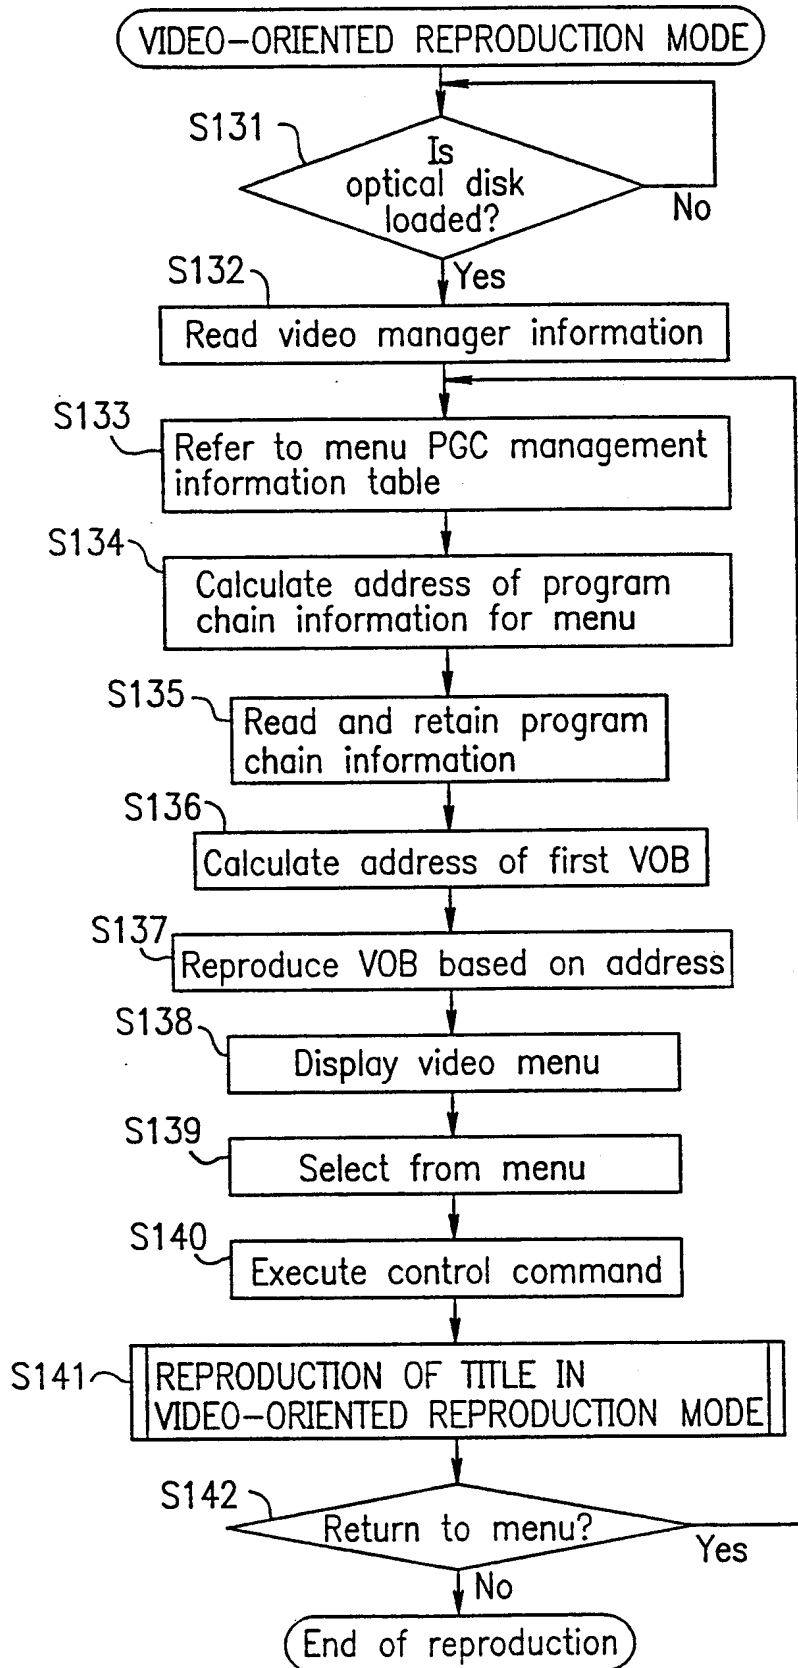 VIDEO-ORIENTED REPRODUCTION MODE
S131
Is
optical disk
loaded?
No
Yes
S132
Read video manager information
S133
Refer to menu PGC management
information table
S134
Calculate address of program
chain information for menu
S135
Read and retain program
chain information
S136
Calculate address of first VOB
S137
Reproduce VOB based on address
S138
Display video menu
S139
Select from menu
S140
Execute control command
S141
REPRODUCTION OF TITLE IN
VIDEO-ORIENTED REPRODUCTION MODE
S142
Return to menu?
Yes
No
End of reproduction